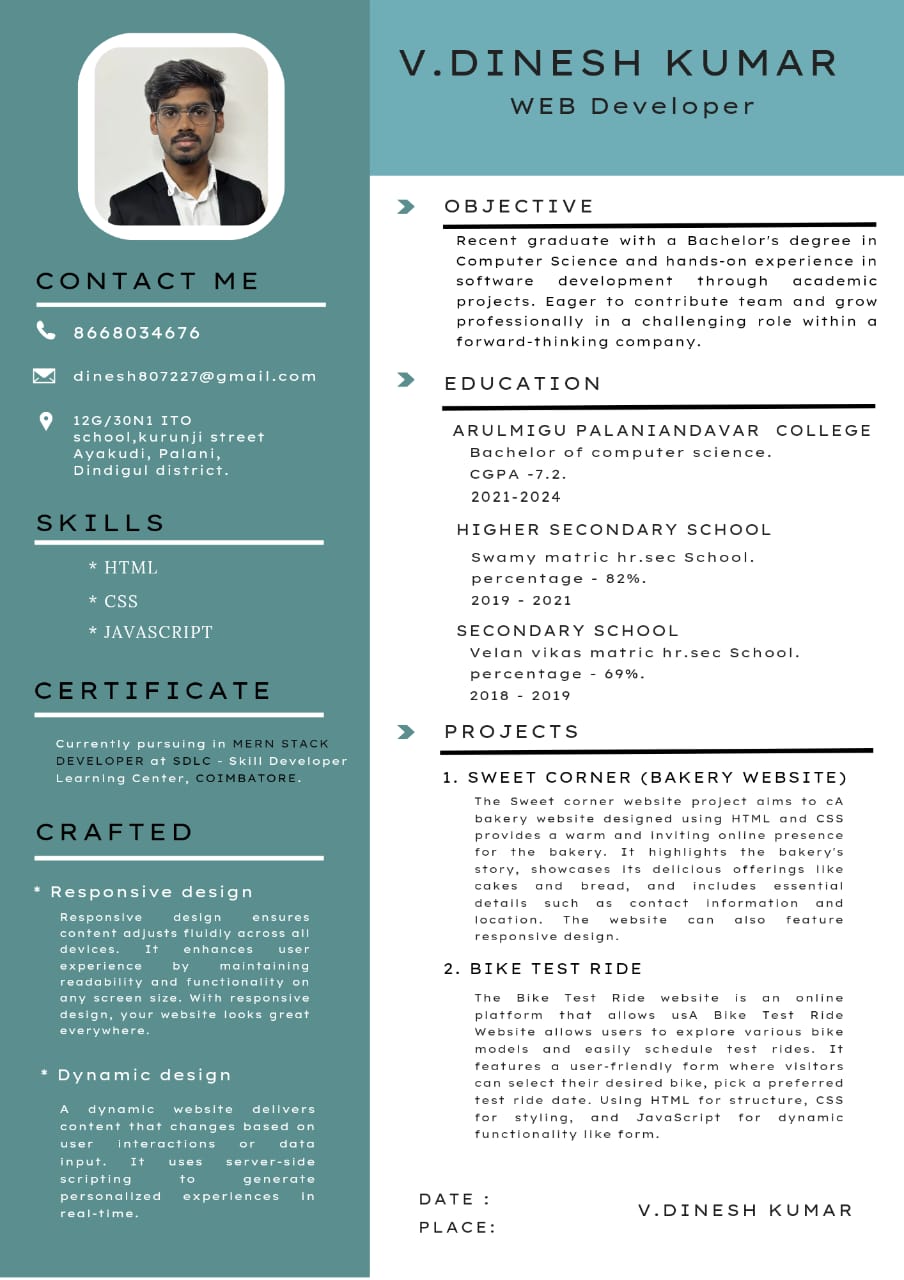 V.DINESH KUMAR
WEB Developer
CONTACT ME
8668034676
dinesh807227@gmail.com
12G/30N1 ITO
school,kurunji street
Ayakudi, Palani,
Dindigul district.
SKILLS
* HTML
* CSS
* JAVASCRIPT
CERTIFICATE
Currently pursuing in MERN STACK
DEVELOPER at SDLC - Skill Developer
Learning Center, COIMBATORE.
CRAFTED
* Responsive design
Responsive design ensures
content adjusts fluidly across all
devices. It enhances user
experience by maintaining
readability and functionality on
any screen size. With responsive
design, your website looks great
everywhere.
* Dynamic design
A dynamic website delivers
content that changes based on
user interactions or data
input. It uses server-side
scripting to generate
personalized experiences in
real-time.
OBJECTIVE
Recent graduate with a Bachelor's degree in
Computer Science and hands-on experience in
software development through academic
projects. Eager to contribute team and grow
professionally in a challenging role within a
forward-thinking company.
EDUCATION
ARULMIGU PALANIANDAVAR COLLEGE
Bachelor of computer science.
CGPA -7.2.
2021-2024
HIGHER SECONDARY SCHOOL
Swamy matric hr.sec School.
percentage - 82%.
2019 - 2021
SECONDARY SCHOOL
Velan vikas matric hr.sec School.
percentage - 69%.
2018 - 2019
PROJECTS
1. SWEET CORNER (BAKERY WEBSITE)
The Sweet corner website project aims to cA
bakery website designed using HTML and CSS
provides a warm and inviting online presence
for the bakery. It highlights the bakery's
story, showcases its delicious offerings like
cakes and bread, and includes essential
details such as contact information and
location. The website can also feature
responsive design.
2. BIKE TEST RIDE
The Bike Test Ride website is an online
platform that allows usA Bike Test Ride
Website allows users to explore various bike
models and easily schedule test rides. It
features a user-friendly form where visitors
can select their desired bike, pick a preferred
test ride date. Using HTML for structure, CSS
for styling, and JavaScript for dynamic
functionality like form.
DATE :
PLACE:
V.DINESH KUMAR